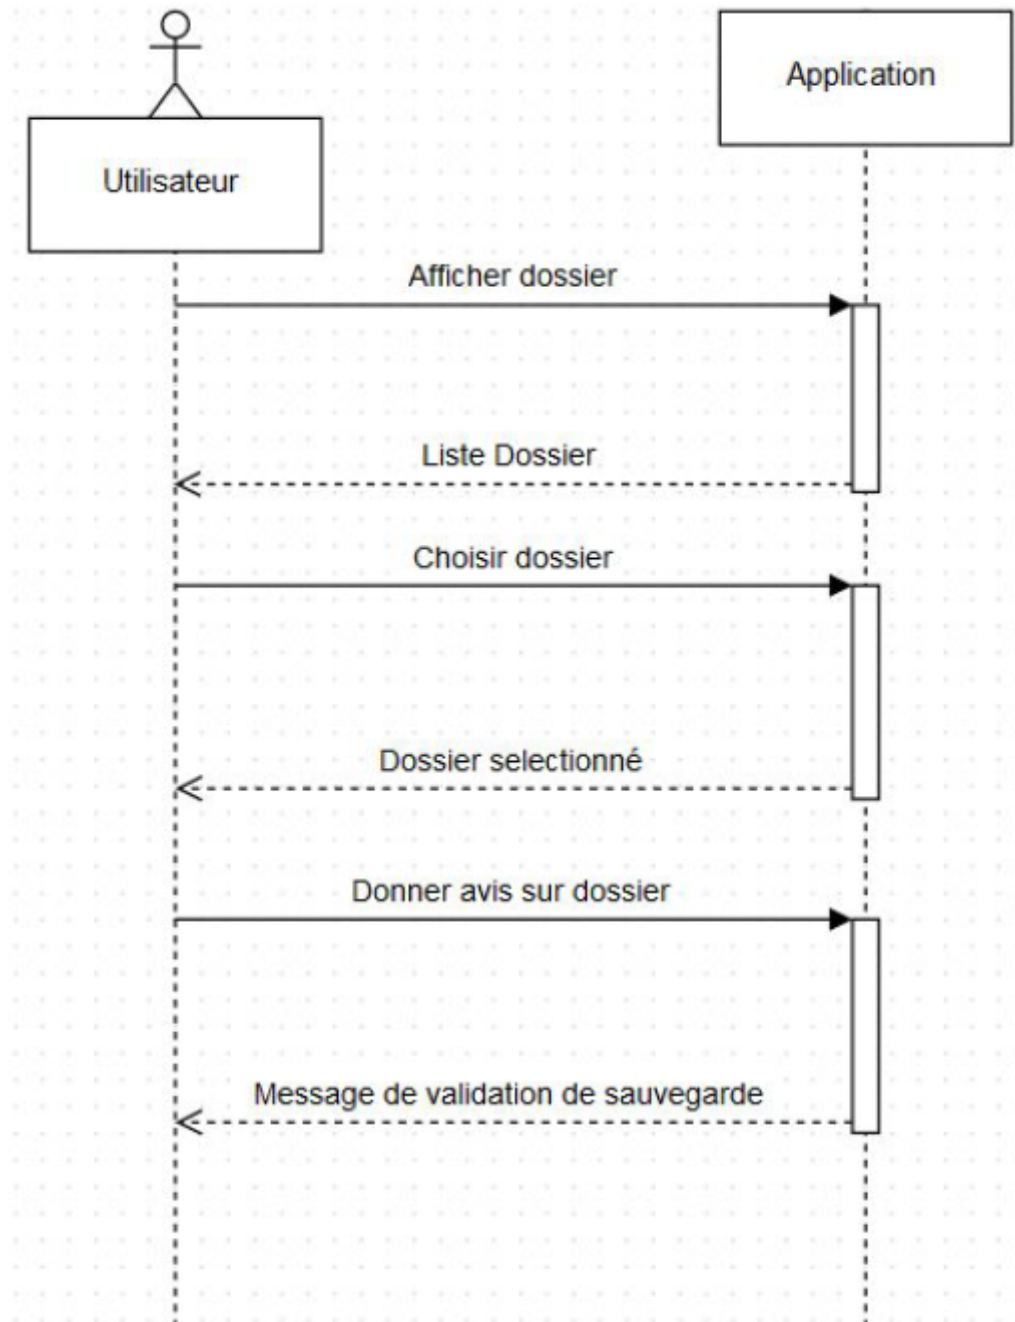 Application
Utilisateur
Afficher dossier
Liste Dossier
Choisir dossier
Dossier selectionné
Donner avis sur dossier
Message de validation de sauvegarde